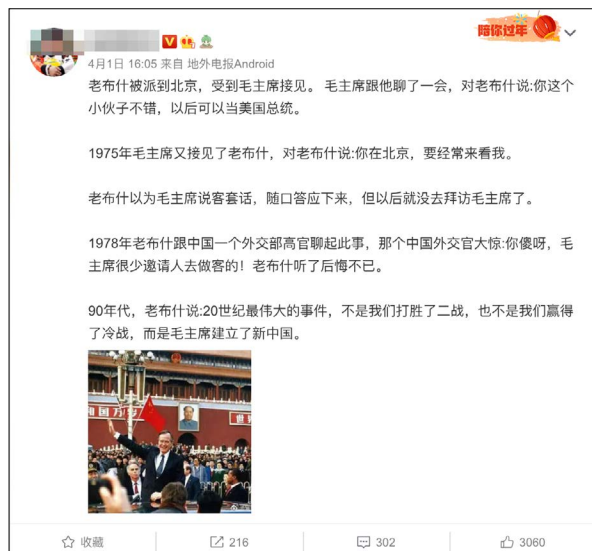 陪你过年
4月1日 16:05 来自 地外电报Android
老布什被派到北京，受到毛主席接见。 毛主席跟他聊了一会，对老布什说:你这个
小伙子不错，以后可以当美国总统。
1975年毛主席又接见了老布什，对老布什说:你在北京，要经常来看我。
老布什以为毛主席说客套话，随口答应下来，但以后就没去拜访毛主席了。
1978年老布什跟中国一个外交部高官聊起此事，那个中国外交官大惊:你傻呀，毛
主席很少邀请人去做客的！老布什听了后悔不已。
90年代，老布什说:20世纪最伟大的事件，不是我们打胜了二战，也不是我们赢得
了冷战，而是毛主席建立了新中国。
收藏
216
302
3060